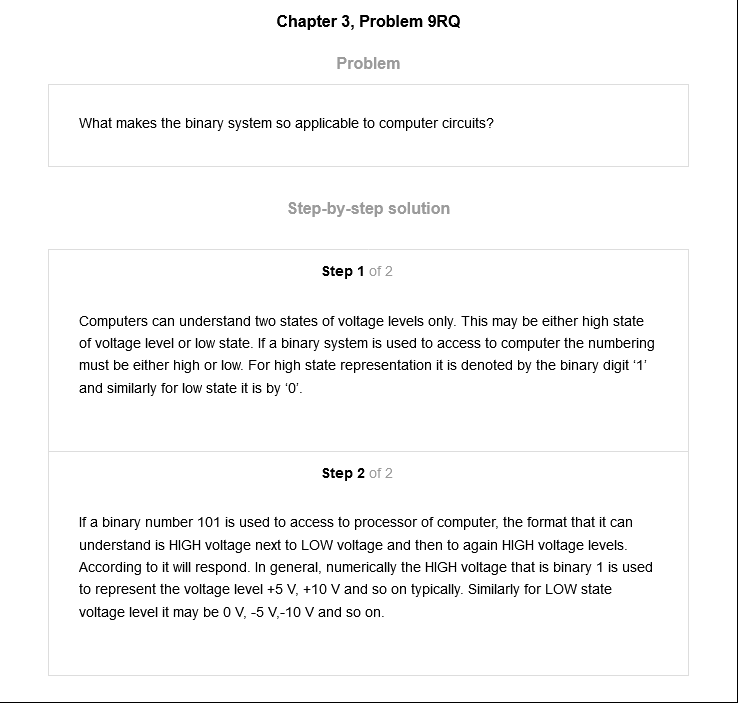 Chapter 3, Problem 9RQ
Problem
What makes the binary system so applicable to computer circuits?
Step-by-step solution
Step 1 of 2
Computers can understand two states of voltage levels only. This may be either high state
of voltage level or low state. If a binary system is used to access to computer the numbering
must be either high or low. For high state representation it is denoted by the binary digit ‘1’
and similarly for low state it is by ‘0’.
Step 2 of 2
If a binary number 101 is used to access to processor of computer, the format that it can
understand is HIGH voltage next to LOW voltage and then to again HIGH voltage levels.
According to it will respond. In general, numerically the HIGH voltage that is binary 1 is used
to represent the voltage level +5 V, +10 V and so on typically. Similarly for LOW state
voltage level it may be 0 V, -5 V,-10 V and so on.